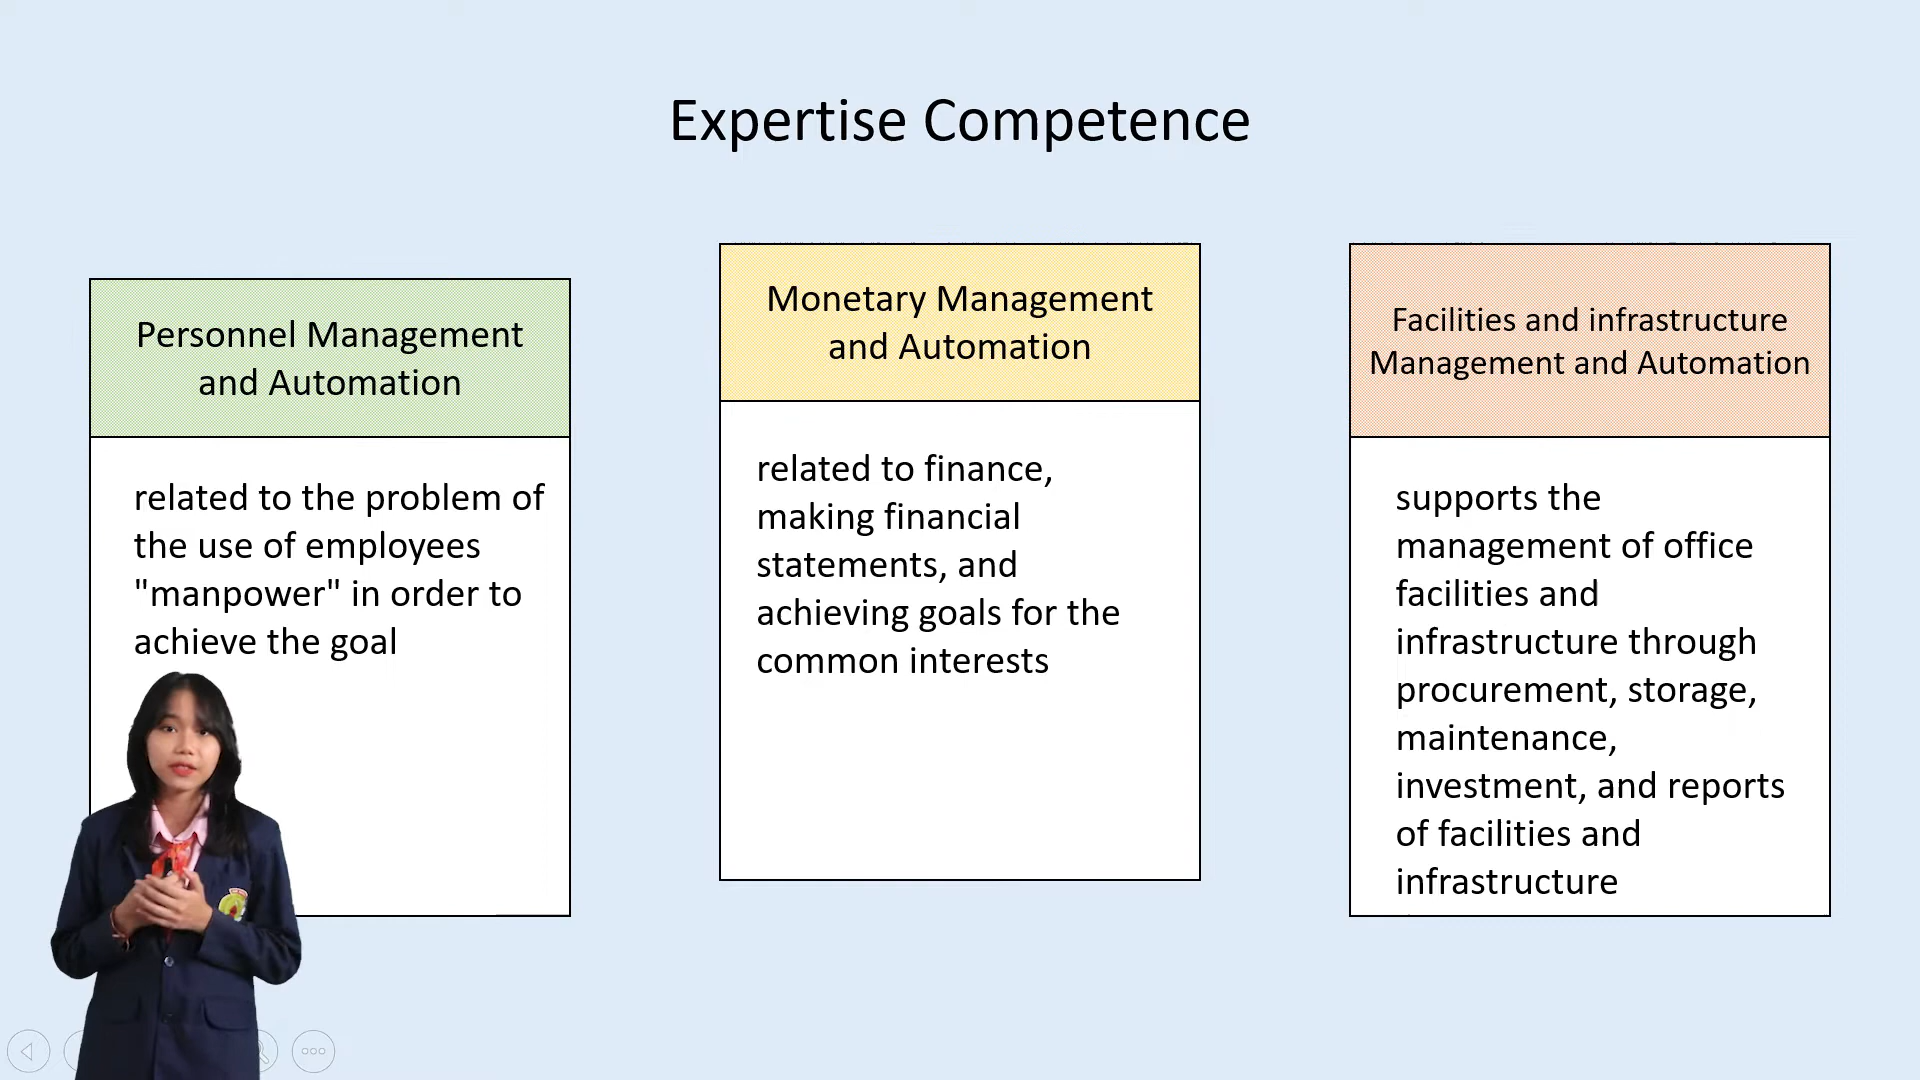 Expertise Competence
Personnel Management
and Automation
related to the problem of
the use of employees
"manpower" in order to
achieve the goal
Monetary Management
and Automation
related to finance,
making financial
statements, and
achieving goals for the
common interests
Facilities and infrastructure
Management and Automation
supports the
management of office
facilities and
infrastructure through
procurement, storage,
maintenance,
investment, and reports
of facilities and
infrastructure